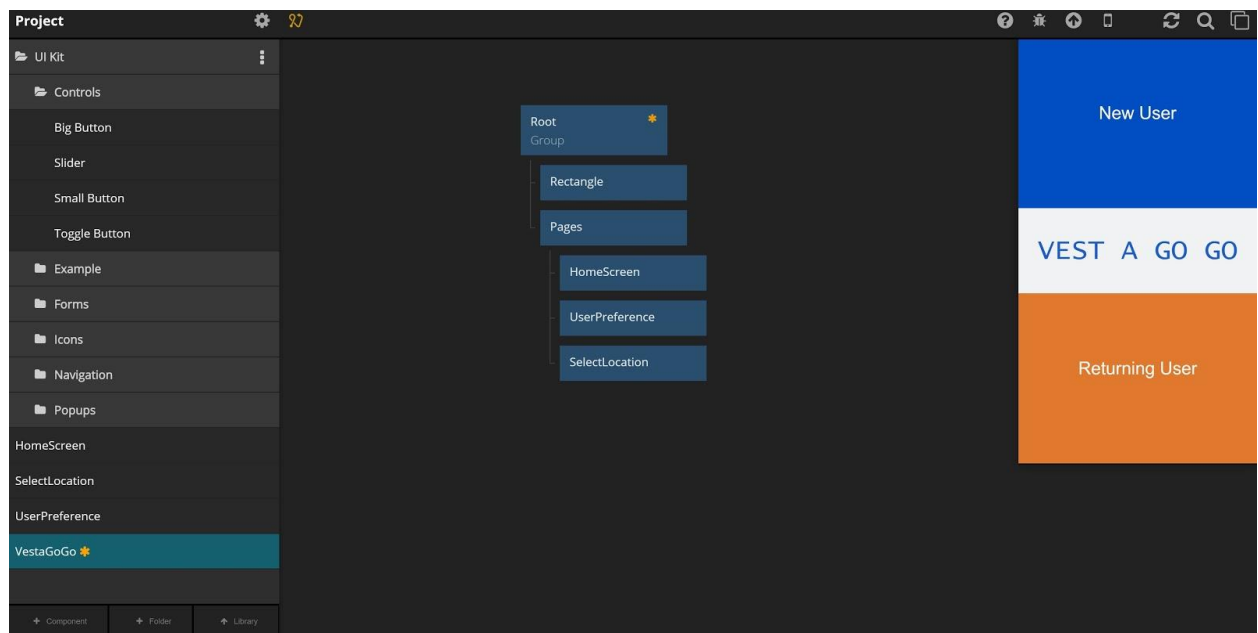 Project
UI Kit
Controls
Big Button
Slider
Small Button
Toggle Button
Example
Forms
Icons
Navigation
Popups
HomeScreen
SelectLocation
UserPreference
VestaGoGo
+ Component
+ Folder
Library
Root
Group
Rectangle
Pages
HomeScreen
UserPreference
SelectLocation
New User
VEST A GO GO
Returning User